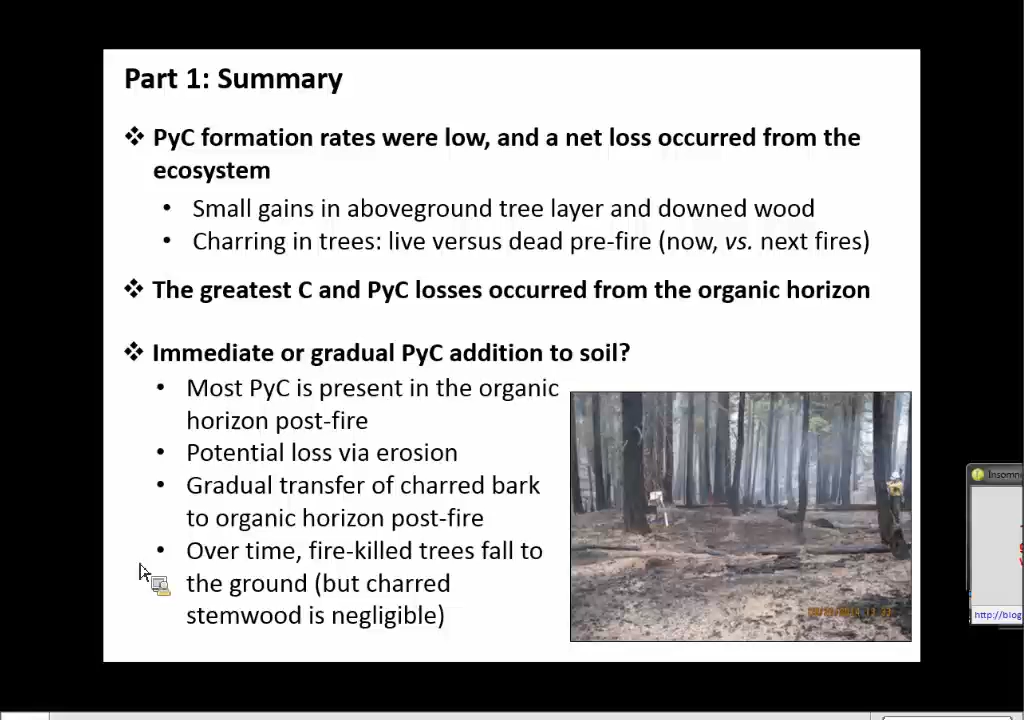 Part 1: Summary
❖ PyC formation rates were low, and a net loss occurred from the
ecosystem
• Small gains in aboveground tree layer and downed wood
• Charring in trees: live versus dead pre-fire (now, vs. next fires)
❖ The greatest C and PyC losses occurred from the organic horizon
❖ Immediate or gradual PyC addition to soil?
• Most PyC is present in the organic
horizon post-fire
• Potential loss via erosion
• Gradual transfer of charred bark
to organic horizon post-fire
• Over time, fire-killed trees fall to
the ground (but charred
stemwood is negligible)
Insomn
http://blog